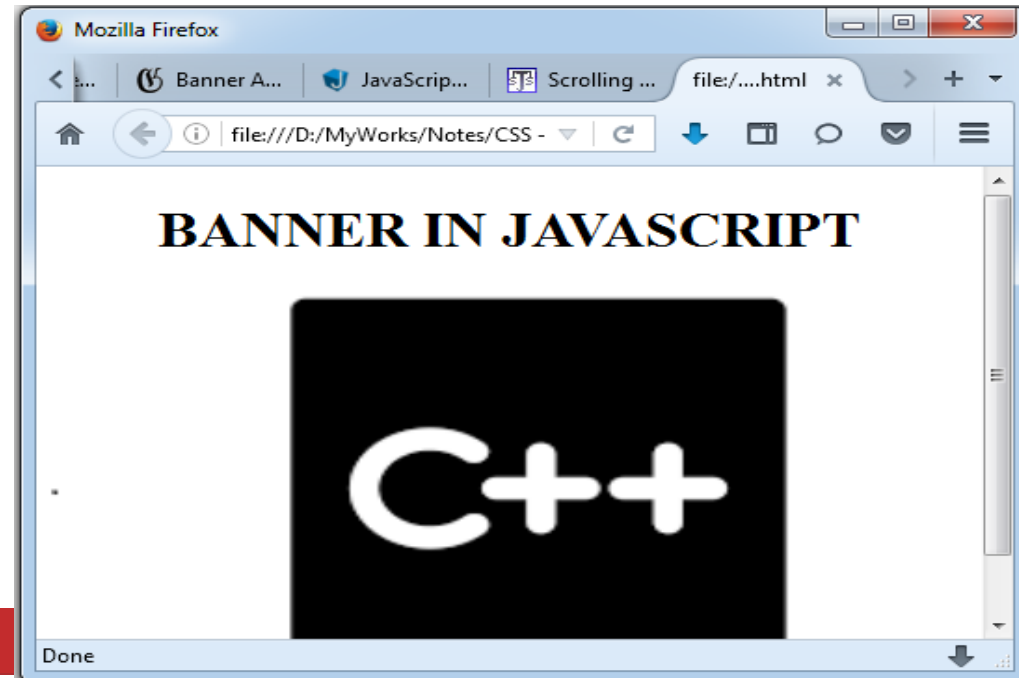 Mozilla Firefox
e... Banner A... JavaScrip... Scrolling ... file:/....html
file:///D:/MyWorks/Notes/CSS -
BANNER IN JAVASCRIPT
C++
Done